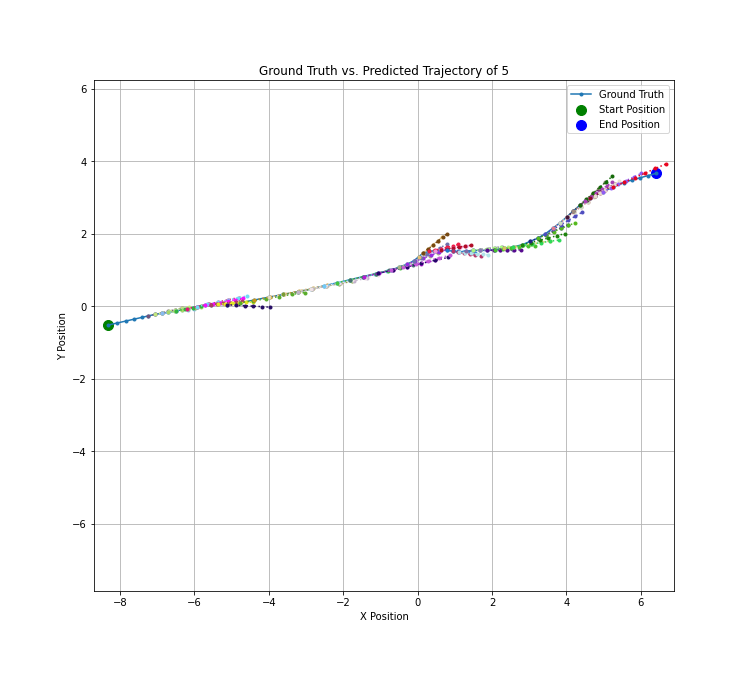 Ground Truth vs. Predicted Trajectory of 5
Ground Truth
Start Position
End Position
6
4
2
0
−2
−4
−6
Y Position
−8 −6 −4 −2 0 2 4 6
X Position